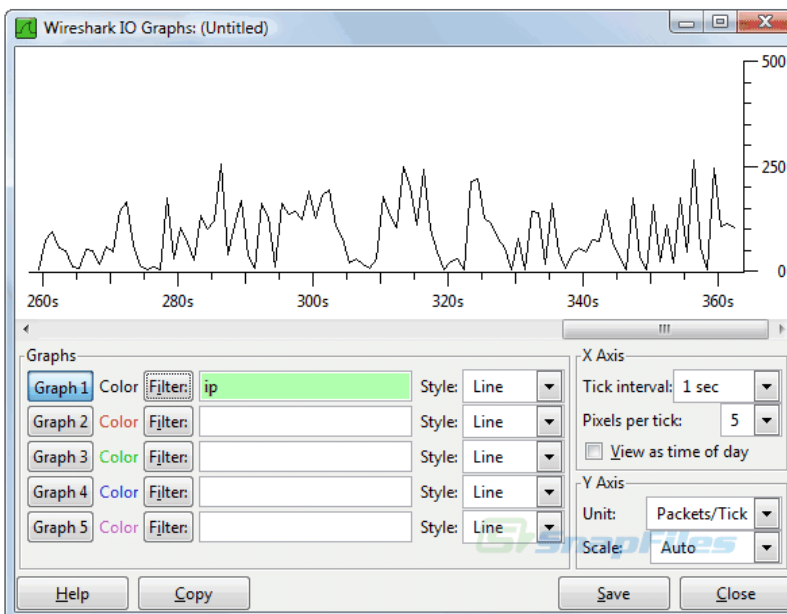 Wireshark IO Graphs: (Untitled)
500
250
0
260s 280s 300s 320s 340s 360s
Graphs
Graph 1 Color Filter: ip Style: Line
Graph 2 Color Filter: Style: Line
Graph 3 Color Filter: Style: Line
Graph 4 Color Filter: Style: Line
Graph 5 Color Filter: Style: Line
X Axis
Tick interval: 1 sec
Pixels per tick: 5
View as time of day
Y Axis
Unit: Packets/Tick
Scale: Auto
SnapFiles
Help Copy Save Close